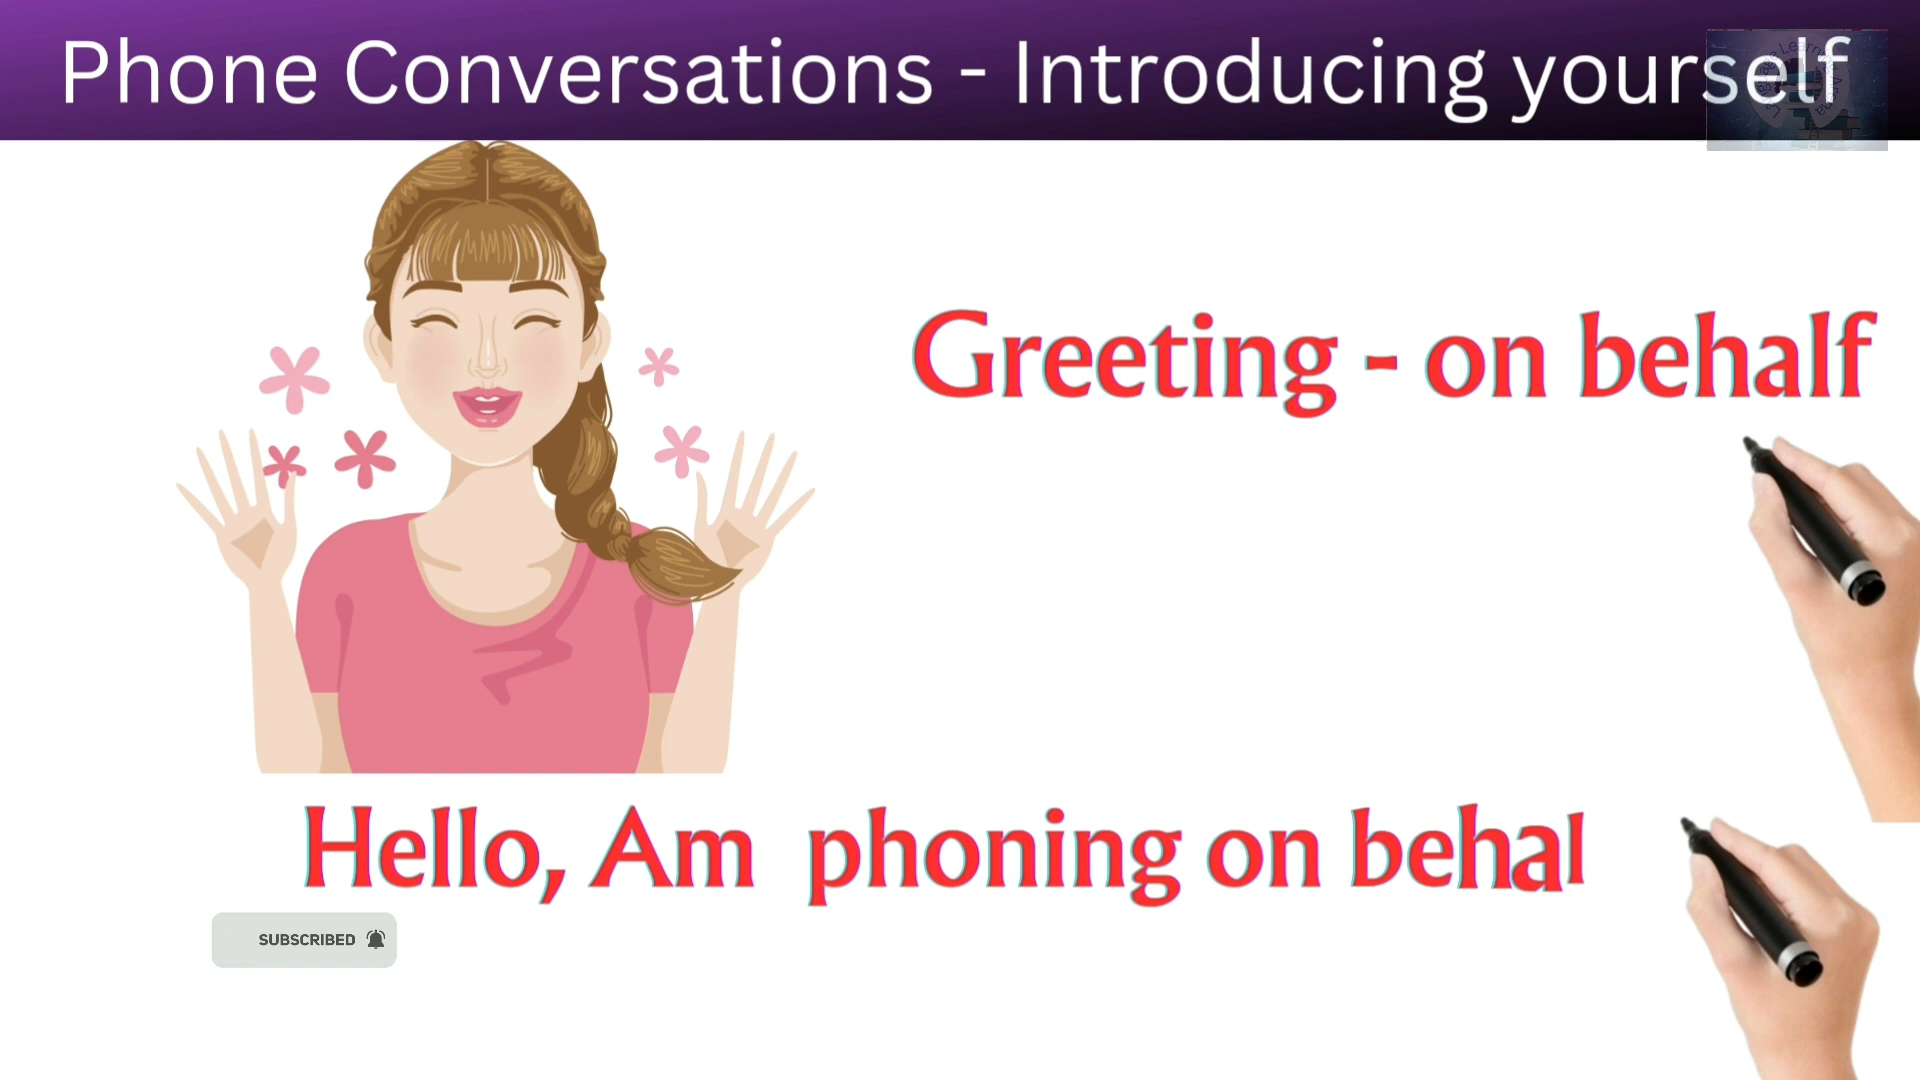 Phone Conversations - Introducing yourself
Greeting - on behalf
Hello, Am phoning on behal
SUBSCRIBED